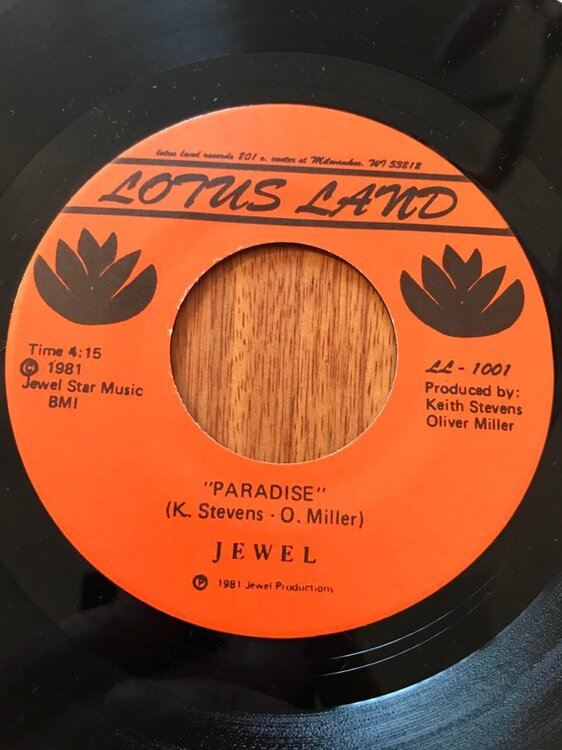 lotus land records 801 e. center st Milwaukee, WI 53212
LOTUS LAND
Time 4:15
© 1981
Jewel Star Music
BMI
LL - 1001
Produced by:
Keith Stevens
Oliver Miller
"PARADISE"
(K. Stevens - O. Miller)
JEWEL
℗ 1981 Jewel Productions